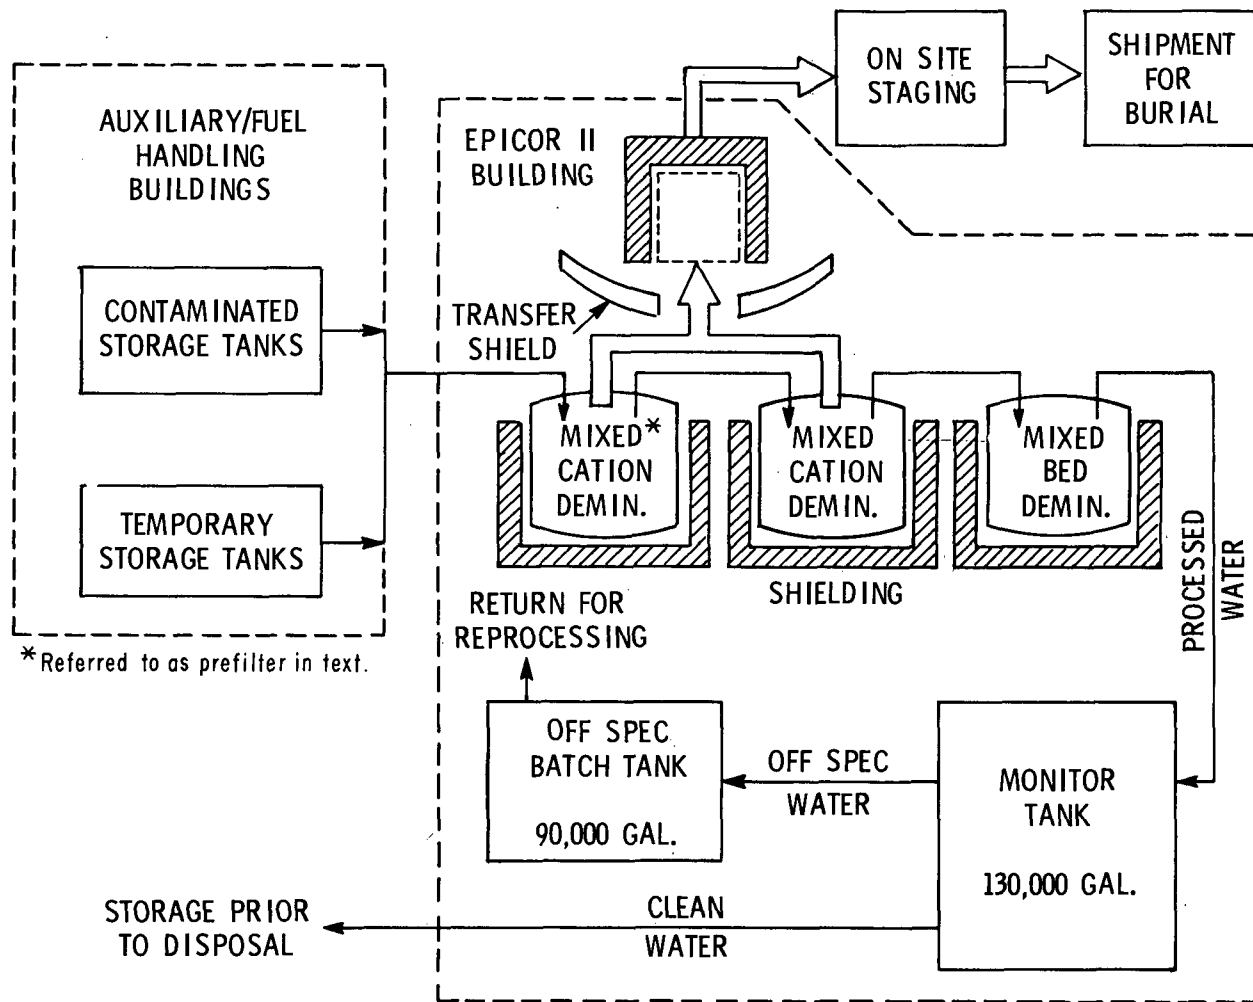 AUXILIARY/FUEL
HANDLING
BUILDINGS
CONTAMINATED
STORAGE TANKS
TEMPORARY
STORAGE TANKS
*Referred to as prefilter in text.
EPICOR II
BUILDING
ON SITE
STAGING
SHIPMENT
FOR
BURIAL
TRANSFER
SHIELD
MIXED*
CATION
DEMIN.
MIXED
CATION
DEMIN.
MIXED
BED
DEMIN.
SHIELDING
PROCESSED
WATER
RETURN FOR
REPROCESSING
OFF SPEC
BATCH TANK
90,000 GAL.
OFF SPEC
WATER
MONITOR
TANK
130,000 GAL.
CLEAN
WATER
STORAGE PRIOR
TO DISPOSAL